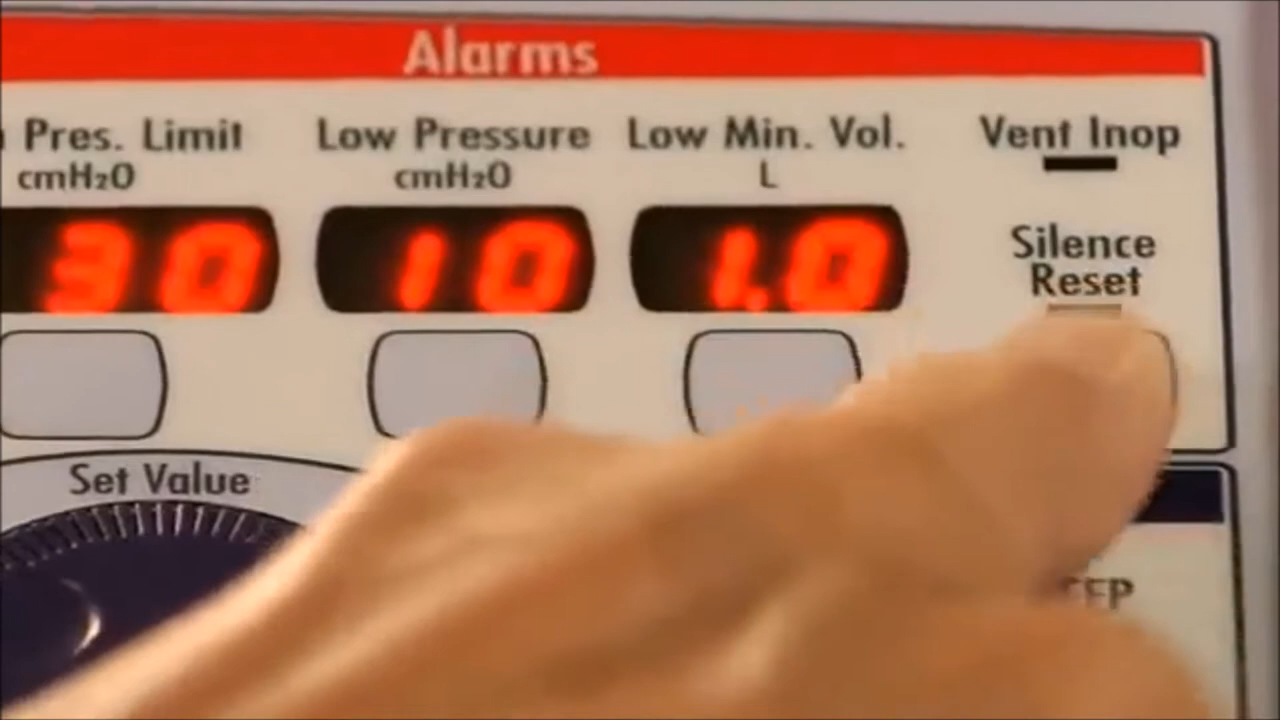 Alarms
Pres. Limit Low Pressure Low Min. Vol. Vent Inop
cmH₂O cmH₂O L
Silence
Reset
30 10 1.0
Set Value